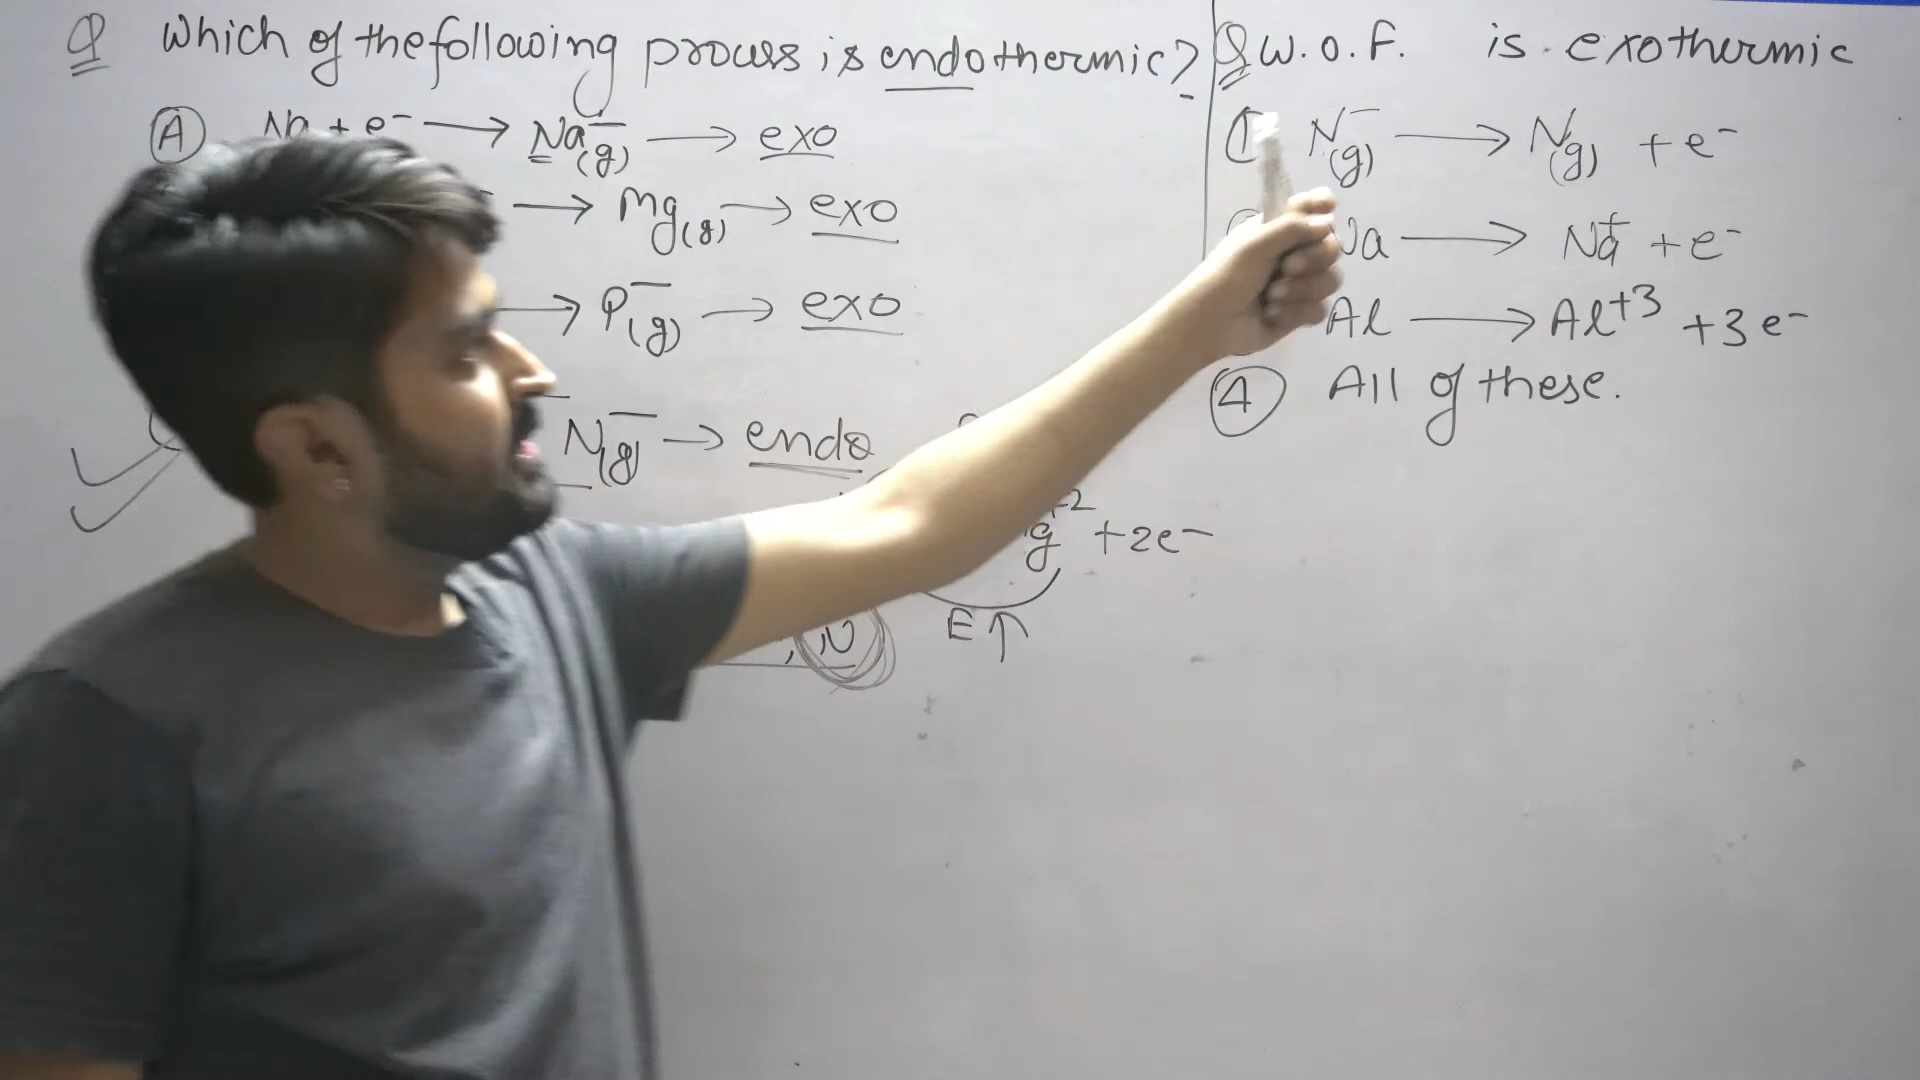 Q Which of the following process is endothermic?
(A) Na + e⁻ → Na⁻(g) → exo
→ Mg(g) → exo
→ P⁻(g) → exo
N⁻(g) → endo
g⁺² + 2e⁻
E↑
, N
Q W.O.F. is exothermic
(1) N⁻(g) → N(g) + e⁻
Na → Na⁺ + e⁻
Al → Al⁺³ + 3e⁻
(4) All of these.